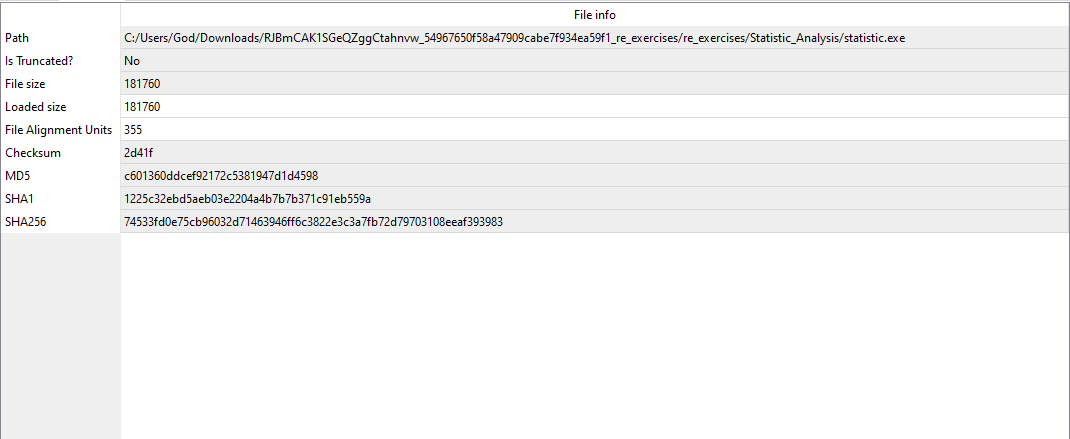 File info
Path C:/Users/God/Downloads/RJBmCAK1SGeQZggCtahnvw_54967650f58a47909cabe7f934ea59f1_re_exercises/re_exercises/Statistic_Analysis/statistic.exe
Is Truncated? No
File size 181760
Loaded size 181760
File Alignment Units 355
Checksum 2d41f
MD5 c601360ddcef92172c5381947d1d4598
SHA1 1225c32ebd5aeb03e2204a4b7b7b371c91eb559a
SHA256 74533fd0e75cb96032d71463946ff6c3822e3c3a7fb72d79703108eeaf393983